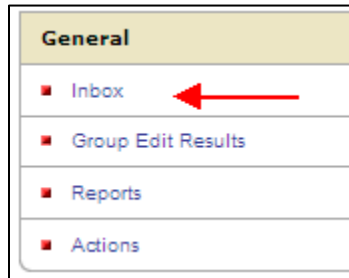 General
Inbox
Group Edit Results
Reports
Actions